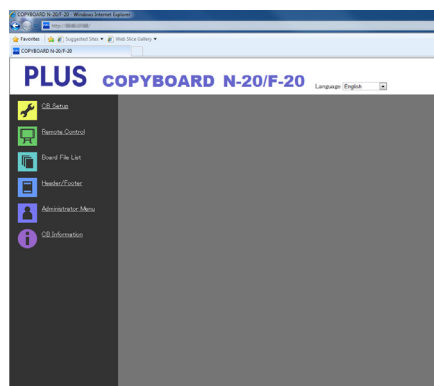 COPYBOARD N-20/F-20 - Windows Internet Explorer
Favorites Suggested Sites Web Slice Gallery
COPYBOARD N-20/F-20
PLUS COPYBOARD N-20/F-20 Language English
CB Setup
Remote Control
Board File List
Header/Footer
Administrator Menu
CB Information